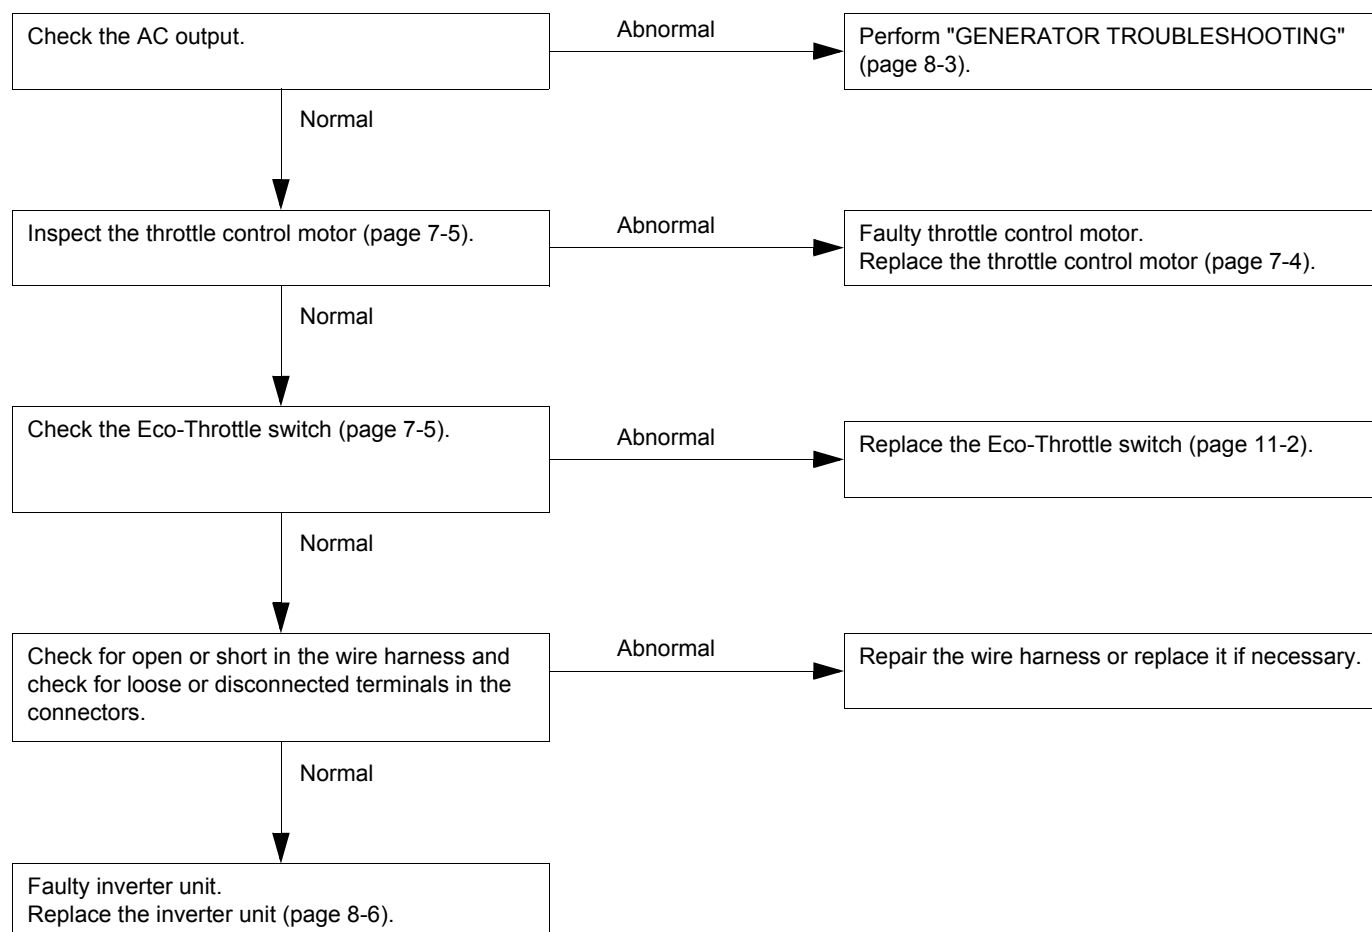 Check the AC output.
Abnormal
Perform "GENERATOR TROUBLESHOOTING"
(page 8-3).
Normal
Inspect the throttle control motor (page 7-5).
Abnormal
Faulty throttle control motor.
Replace the throttle control motor (page 7-4).
Normal
Check the Eco-Throttle switch (page 7-5).
Abnormal
Replace the Eco-Throttle switch (page 11-2).
Normal
Check for open or short in the wire harness and
check for loose or disconnected terminals in the
connectors.
Abnormal
Repair the wire harness or replace it if necessary.
Normal
Faulty inverter unit.
Replace the inverter unit (page 8-6).